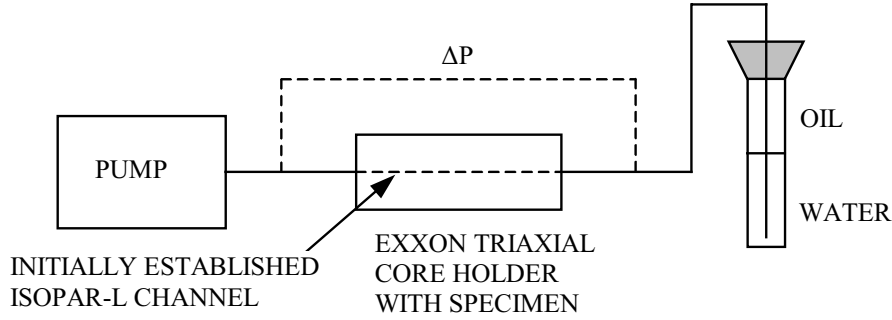 ΔP
PUMP
OIL
WATER
INITIALLY ESTABLISHED
ISOPAR-L CHANNEL
EXXON TRIAXIAL
CORE HOLDER
WITH SPECIMEN